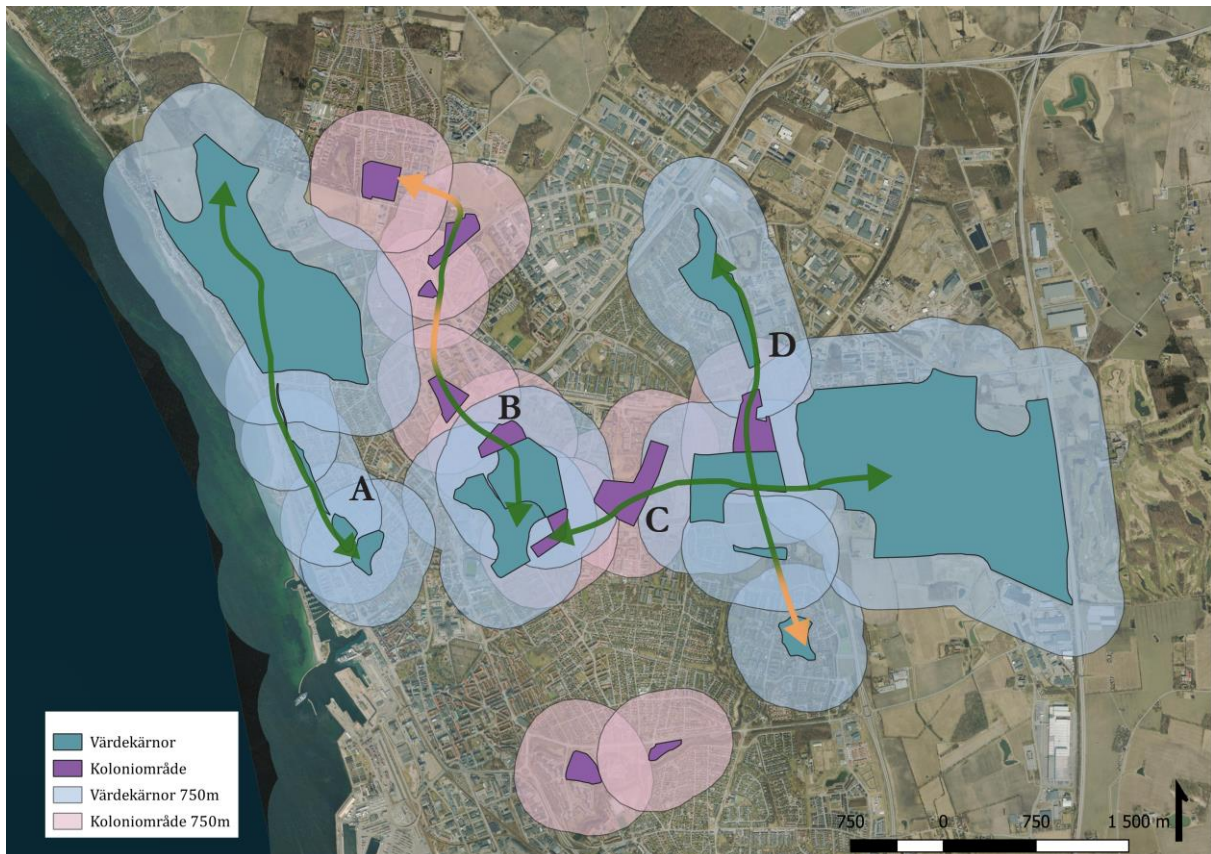 B
D
A
C
Värdekärnor
Koloniområde
Värdekärnor 750m
Koloniområde 750m
750 0 750 1 500 m